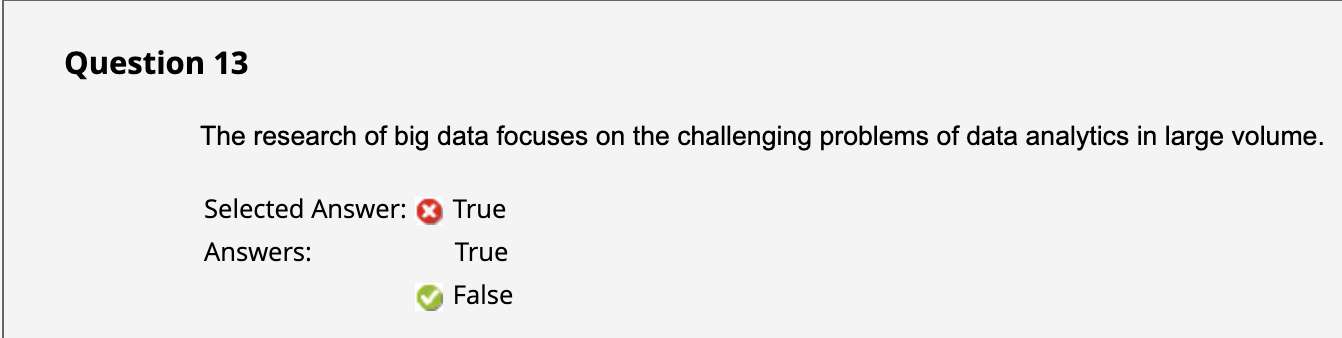 Question 13
The research of big data focuses on the challenging problems of data analytics in large volume.
Selected Answer: True
Answers: True
False